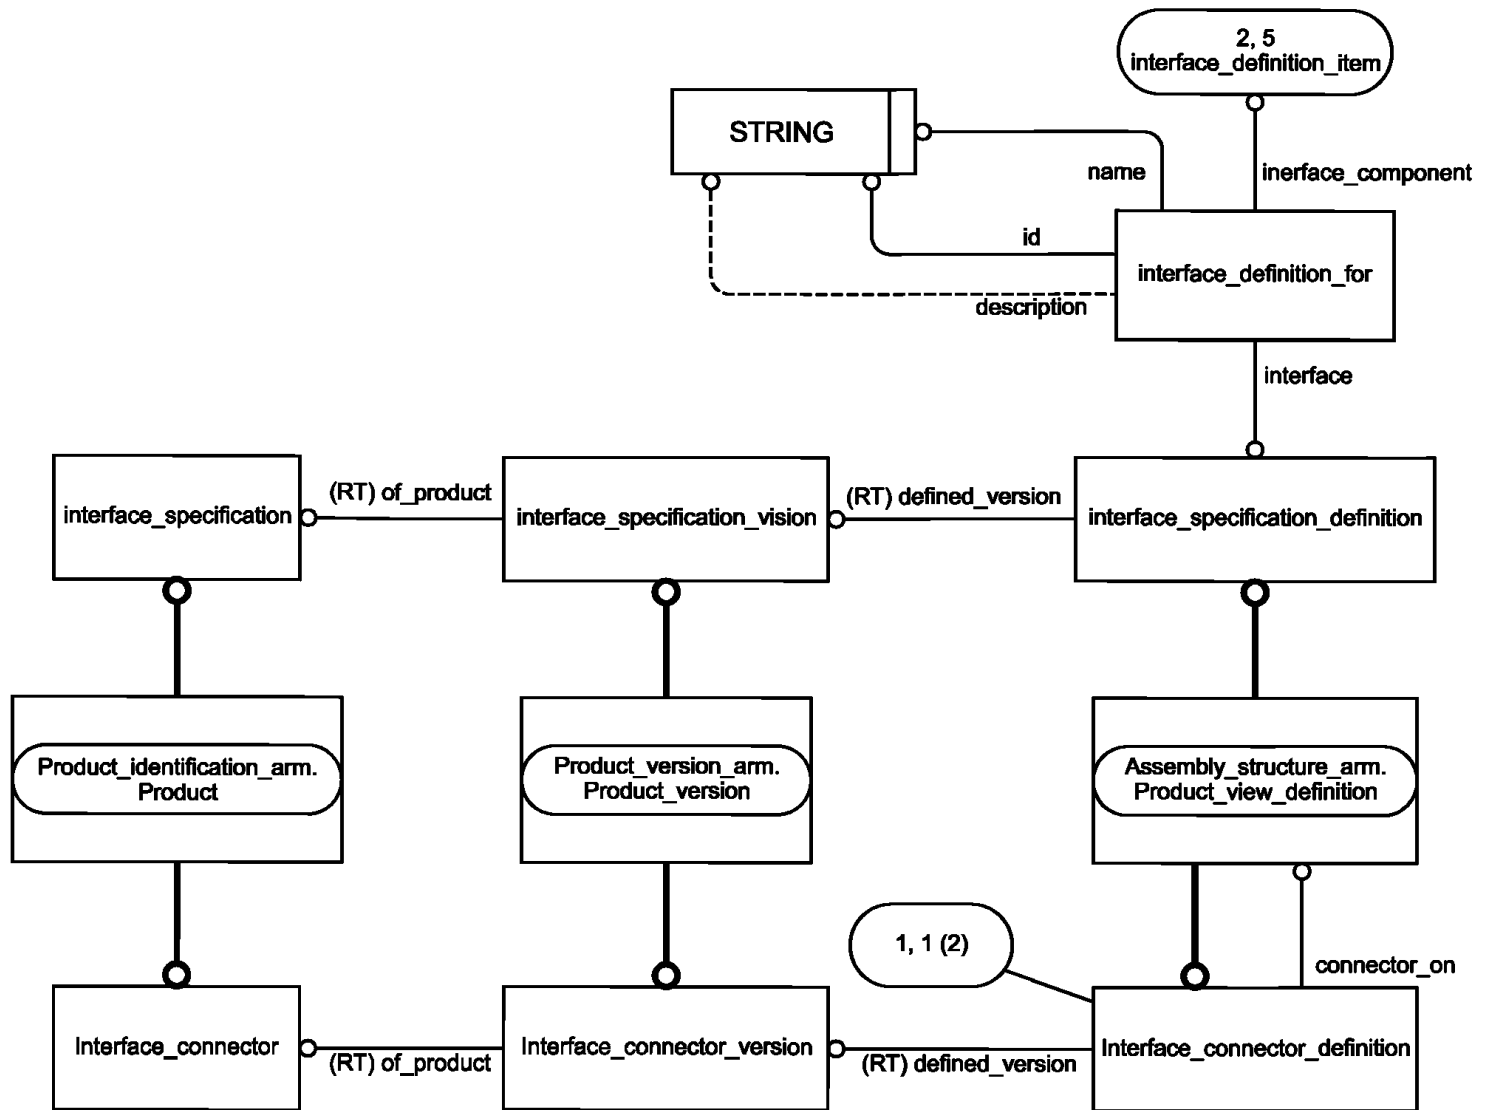 2, 5
interface_definition_item
STRING
name
inerface_component
id
interface_definition_for
description
interface
(RT) of_product
(RT) defined_version
interface_specification
interface_specification_vision
interface_specification_definition
Product_identification_arm.
Product
Product_version_arm.
Product_version
Assembly_structure_arm.
Product_view_definition
1, 1 (2)
connector_on
Interface_connector
(RT) of_product
Interface_connector_version
(RT) defined_version
Interface_connector_definition